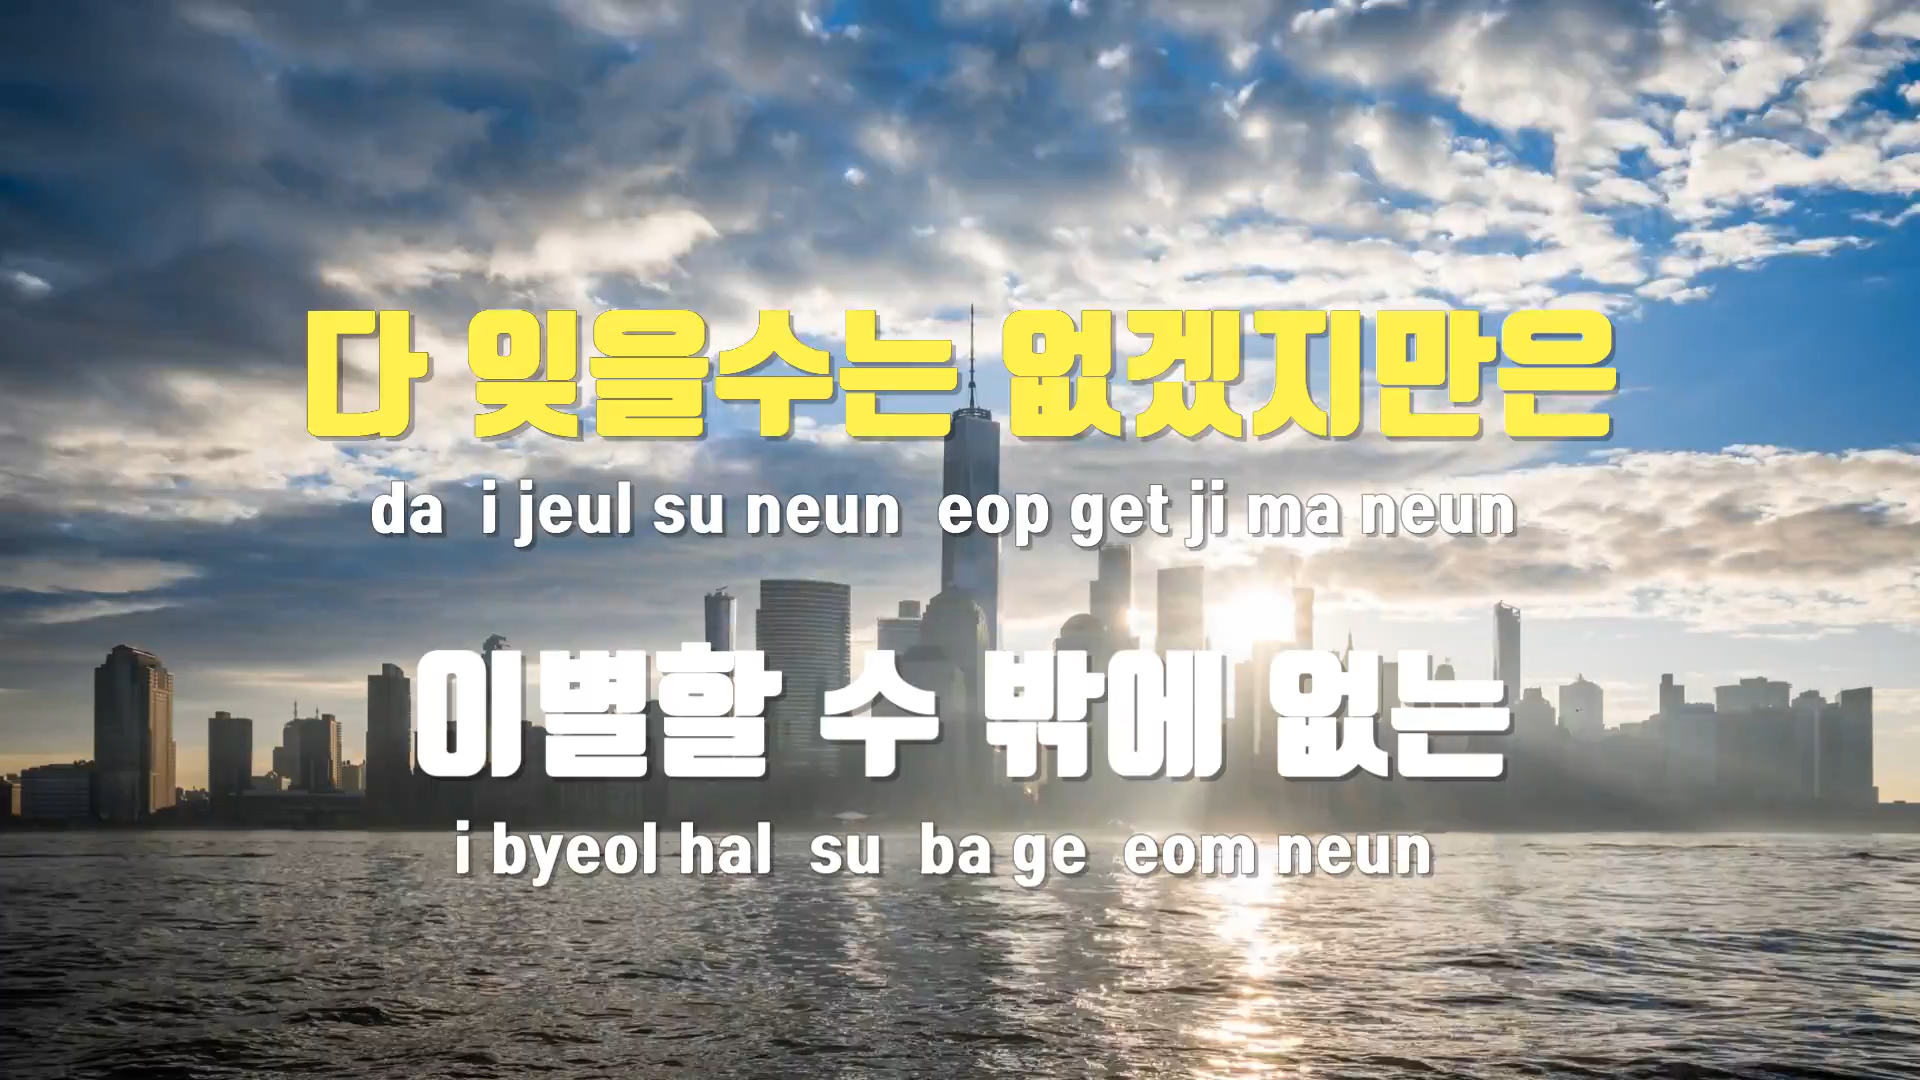 다 잊을수는 없겠지만은
da i jeul su neun eop get ji ma neun
이별할 수 밖에 없는
i byeol hal su ba ge eom neun